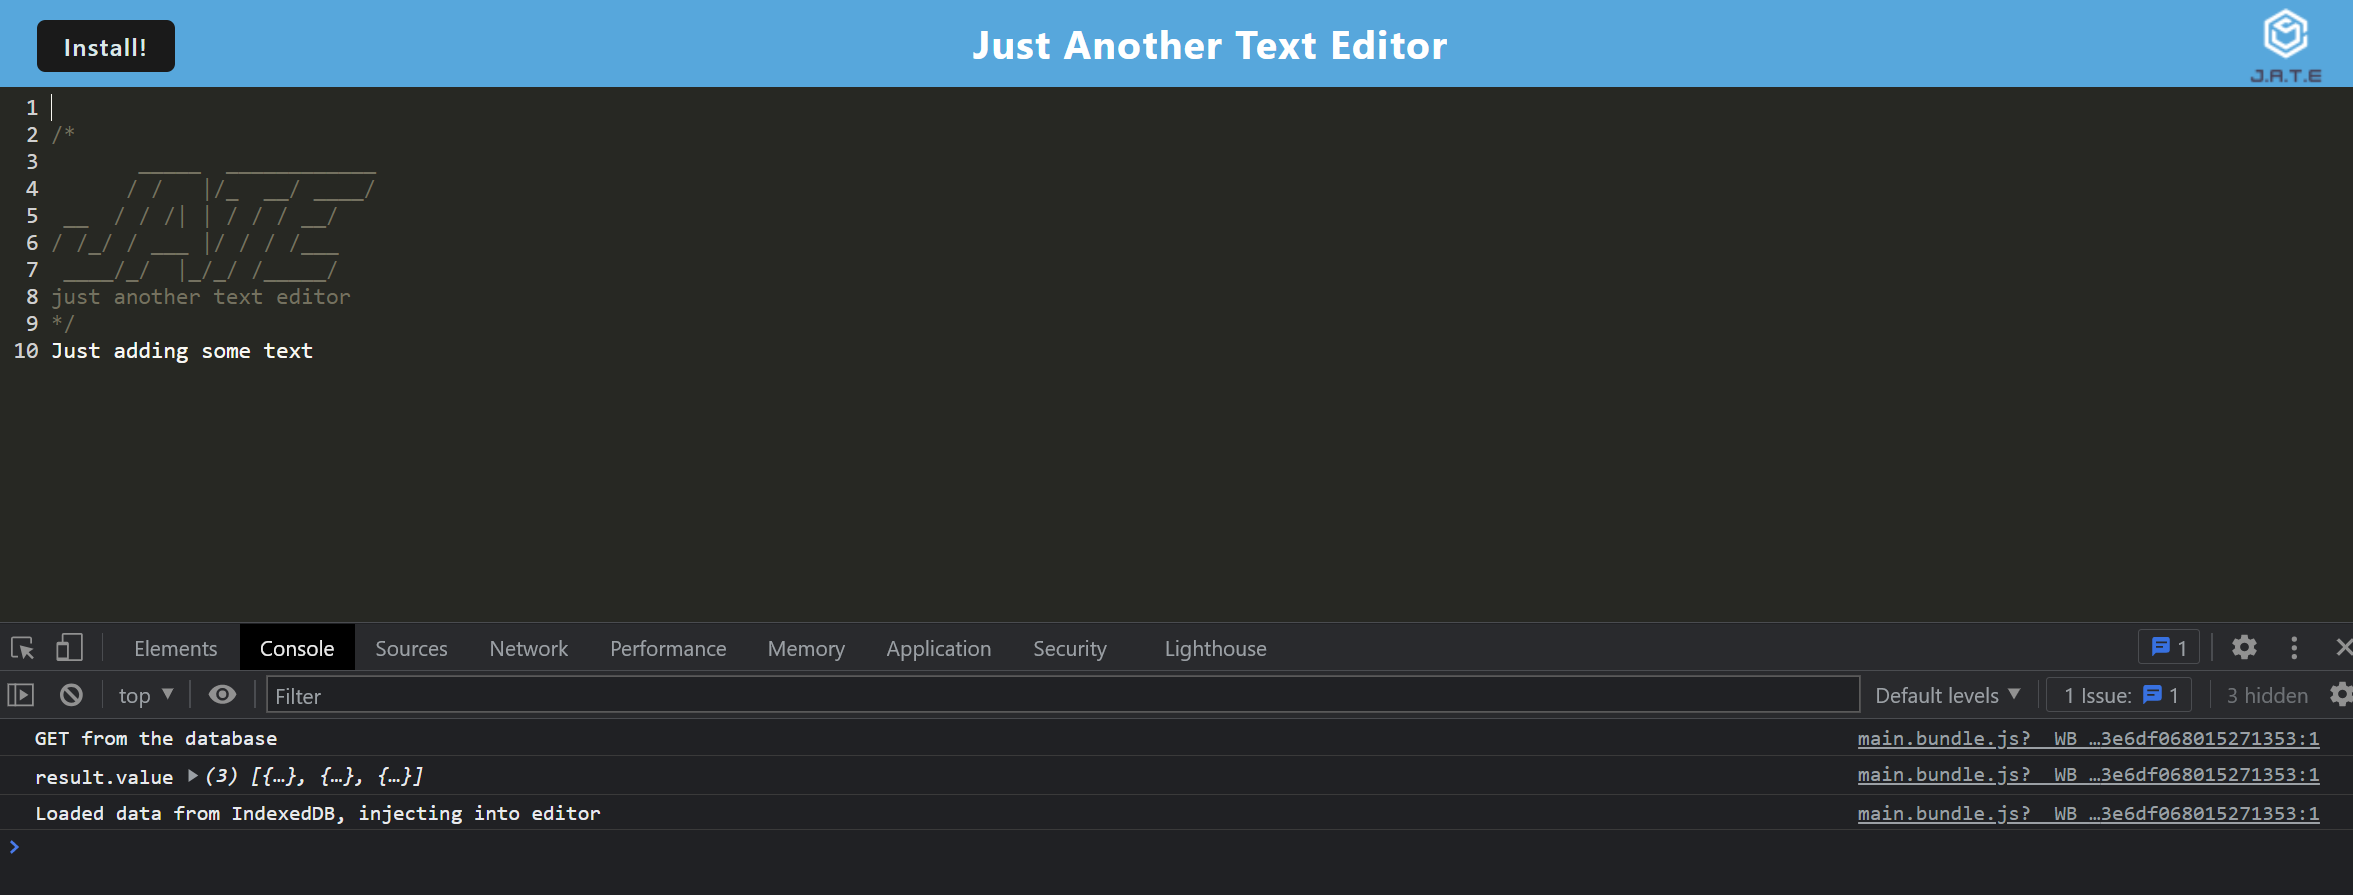 Install!
Just Another Text Editor
J.A.T.E
1
2 /*
3       _____  ____________
4      / /   |/_  __/ ____/
5 __  / / /| | / / / __/
6 / /_/ / ___ |/ / / /___
7 ____/_/  |_/_/ /_____/
8 just another text editor
9 */
10 Just adding some text
Elements Console Sources Network Performance Memory Application Security Lighthouse 1
top Filter Default levels 1 Issue: 1 3 hidden
GET from the database main.bundle.js?__WB_…3e6df068015271353:1
result.value (3) [{…}, {…}, {…}] main.bundle.js?__WB_…3e6df068015271353:1
Loaded data from IndexedDB, injecting into editor main.bundle.js?__WB_…3e6df068015271353:1
>